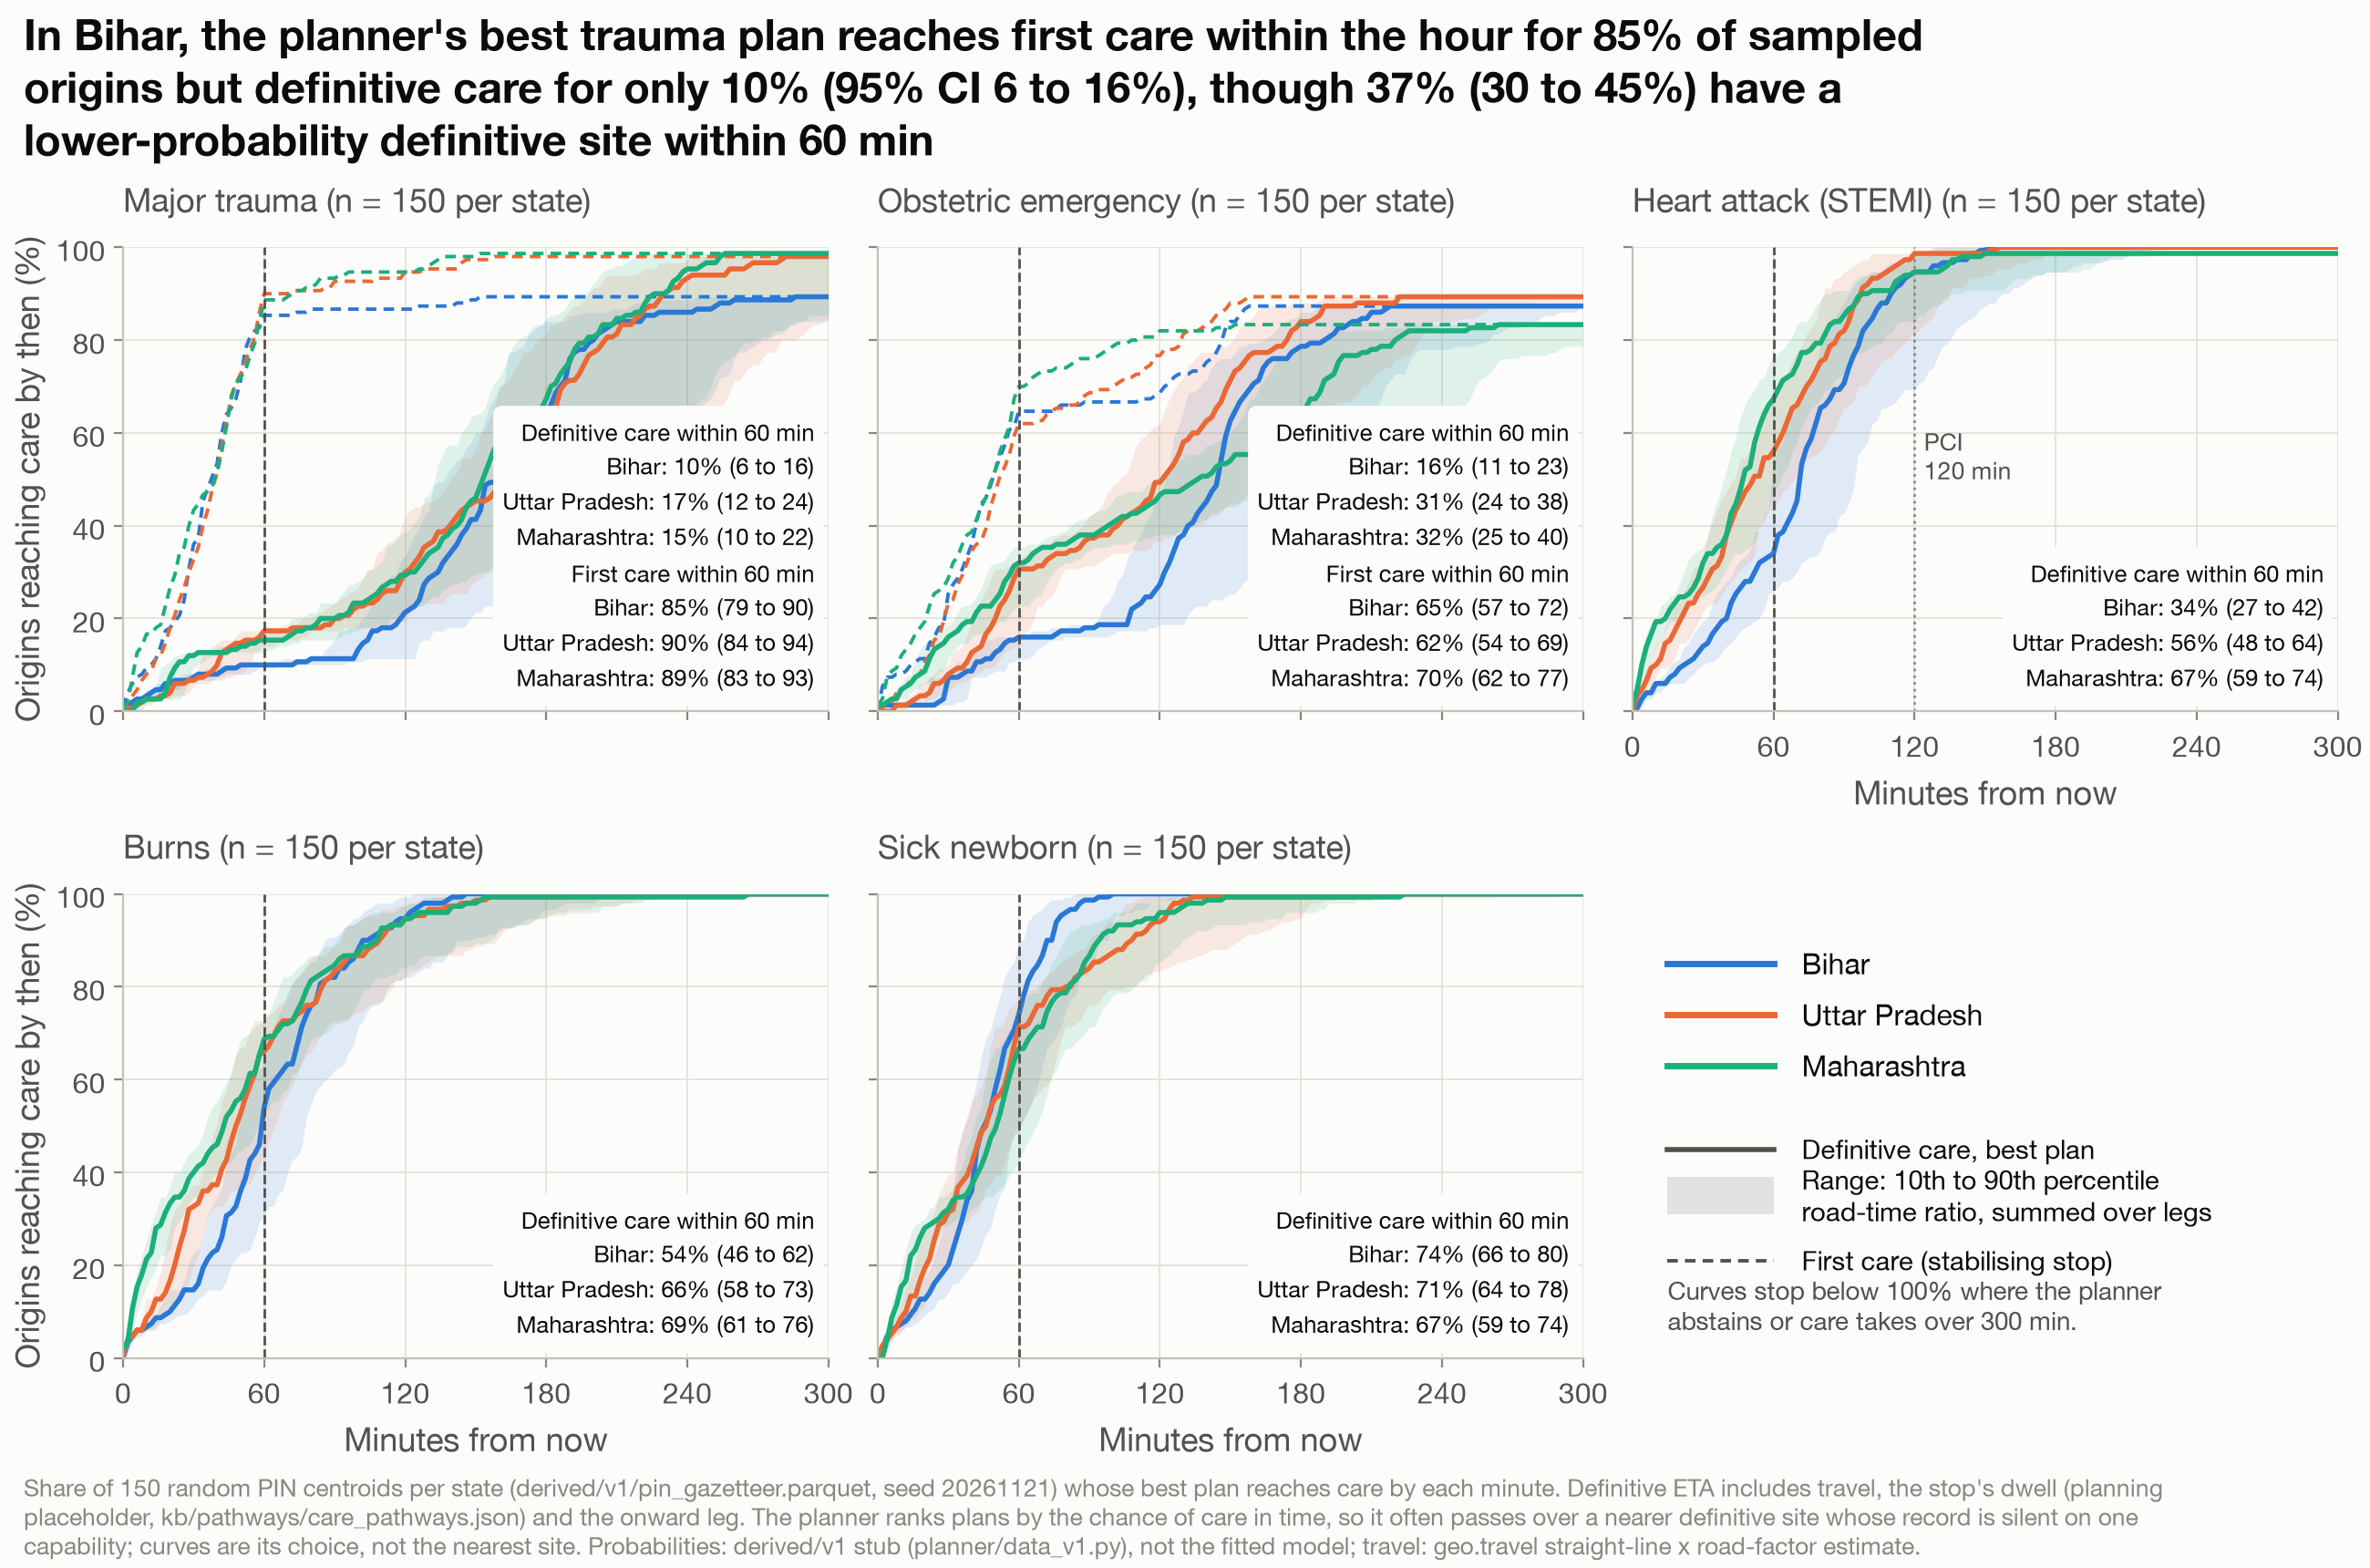 In Bihar, the planner's best trauma plan reaches first care within the hour for 85% of sampled
origins but definitive care for only 10% (95% CI 6 to 16%), though 37% (30 to 45%) have a
lower-probability definitive site within 60 min
Major trauma (n = 150 per state)
Origins reaching care by then (%)
100
80
60
40
20
0
Definitive care within 60 min
Bihar: 10% (6 to 16)
Uttar Pradesh: 17% (12 to 24)
Maharashtra: 15% (10 to 22)
First care within 60 min
Bihar: 85% (79 to 90)
Uttar Pradesh: 90% (84 to 94)
Maharashtra: 89% (83 to 93)
Obstetric emergency (n = 150 per state)
Definitive care within 60 min
Bihar: 16% (11 to 23)
Uttar Pradesh: 31% (24 to 38)
Maharashtra: 32% (25 to 40)
First care within 60 min
Bihar: 65% (57 to 72)
Uttar Pradesh: 62% (54 to 69)
Maharashtra: 70% (62 to 77)
Heart attack (STEMI) (n = 150 per state)
PCI
120 min
Definitive care within 60 min
Bihar: 34% (27 to 42)
Uttar Pradesh: 56% (48 to 64)
Maharashtra: 67% (59 to 74)
0 60 120 180 240 300
Minutes from now
Burns (n = 150 per state)
Origins reaching care by then (%)
100
80
60
40
20
0
Definitive care within 60 min
Bihar: 54% (46 to 62)
Uttar Pradesh: 66% (58 to 73)
Maharashtra: 69% (61 to 76)
0 60 120 180 240 300
Minutes from now
Sick newborn (n = 150 per state)
Definitive care within 60 min
Bihar: 74% (66 to 80)
Uttar Pradesh: 71% (64 to 78)
Maharashtra: 67% (59 to 74)
0 60 120 180 240 300
Minutes from now
Bihar
Uttar Pradesh
Maharashtra
Definitive care, best plan
Range: 10th to 90th percentile
road-time ratio, summed over legs
First care (stabilising stop)
Curves stop below 100% where the planner
abstains or care takes over 300 min.
Share of 150 random PIN centroids per state (derived/v1/pin_gazetteer.parquet, seed 20261121) whose best plan reaches care by each minute. Definitive ETA includes travel, the stop's dwell (planning
placeholder, kb/pathways/care_pathways.json) and the onward leg. The planner ranks plans by the chance of care in time, so it often passes over a nearer definitive site whose record is silent on one
capability; curves are its choice, not the nearest site. Probabilities: derived/v1 stub (planner/data_v1.py), not the fitted model; travel: geo.travel straight-line x road-factor estimate.